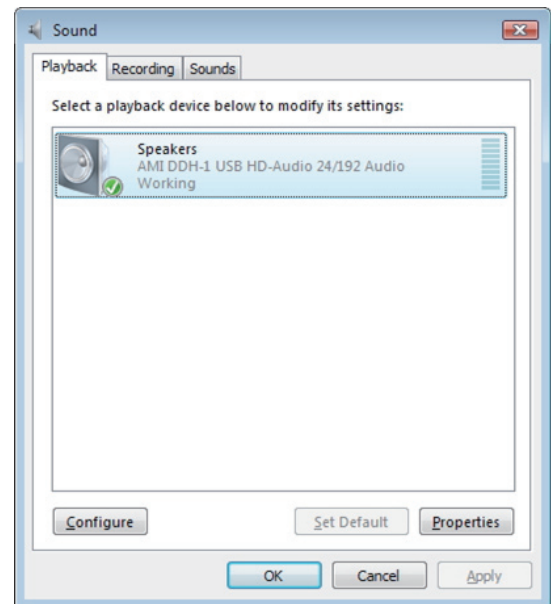 Sound
Playback Recording Sounds
Select a playback device below to modify its settings:
Speakers
AMI DDH-1 USB HD-Audio 24/192 Audio
Working
Configure Set Default Properties
OK Cancel Apply